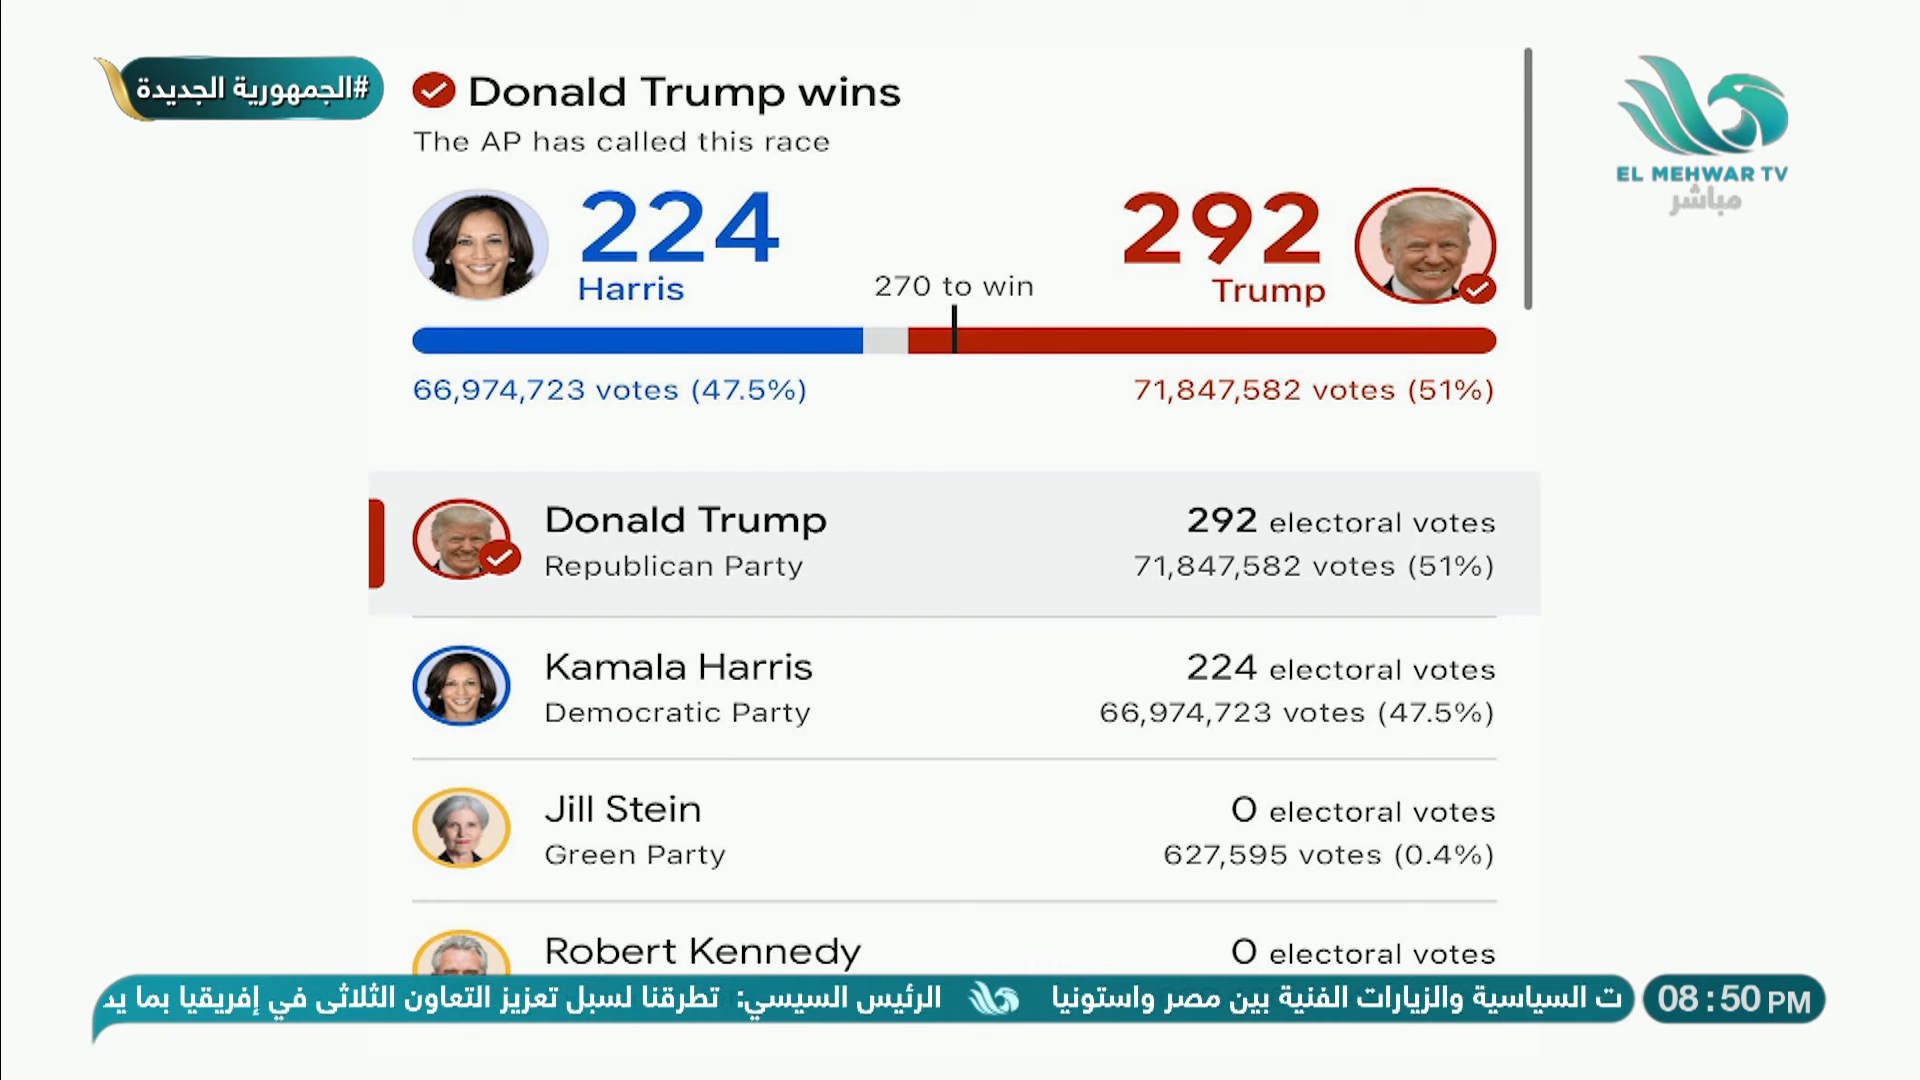 #الجمهورية الجديدة
Donald Trump wins
The AP has called this race
EL MEHWAR TV
مباشر
224
Harris
270 to win
292
Trump
66,974,723 votes (47.5%)
71,847,582 votes (51%)
Donald Trump
292 electoral votes
Republican Party
71,847,582 votes (51%)
Kamala Harris
224 electoral votes
Democratic Party
66,974,723 votes (47.5%)
Jill Stein
0 electoral votes
Green Party
627,595 votes (0.4%)
Robert Kennedy
0 electoral votes
ت السياسية والزيارات الفنية بين مصر واستونيا الرئيس السيسي: تطرقنا لسبل تعزيز التعاون الثلاثى في إفريقيا بما يد
08:50 PM